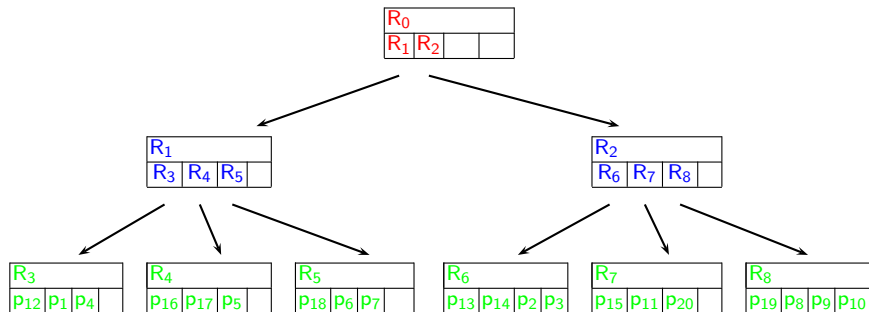 R₀
R₁ R₂
R₁ R₂
R₃ R₄ R₅ R₆ R₇ R₈
R₃ R₄ R₅ R₆ R₇ R₈
p₁₂ p₁ p₄ p₁₆ p₁₇ p₅ p₁₈ p₆ p₇ p₁₃ p₁₄ p₂ p₃ p₁₅ p₁₁ p₂₀ p₁₉ p₈ p₉ p₁₀